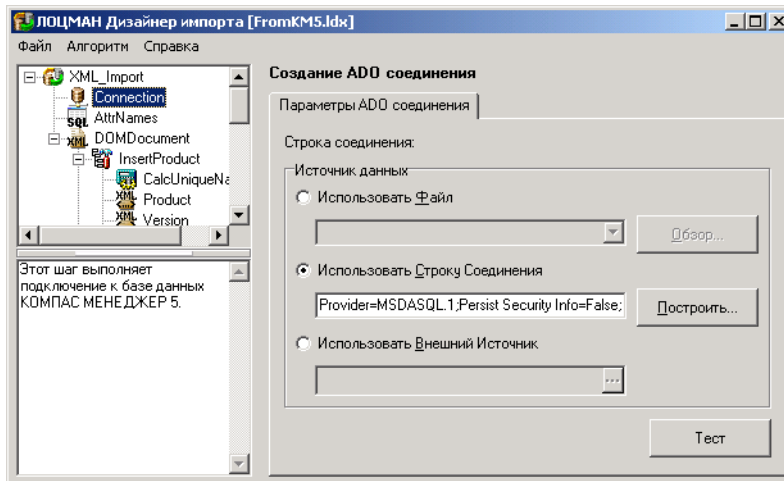 ЛОЦМАН Дизайнер импорта [FromKM5.ldx]
Файл Алгоритм Справка
XML_Import
Connection
AttrNames
DOMDocument
InsertProduct
CalcUniqueNa
Product
Version
Этот шаг выполняет
подключение к базе данных
КОМПАС МЕНЕДЖЕР 5.
Создание ADO соединения
Параметры ADO соединения
Строка соединения:
Источник данных
Использовать Файл
Обзор...
Использовать Строку Соединения
Provider=MSDASQL.1;Persist Security Info=False;
Построить...
Использовать Внешний Источник
...
Тест